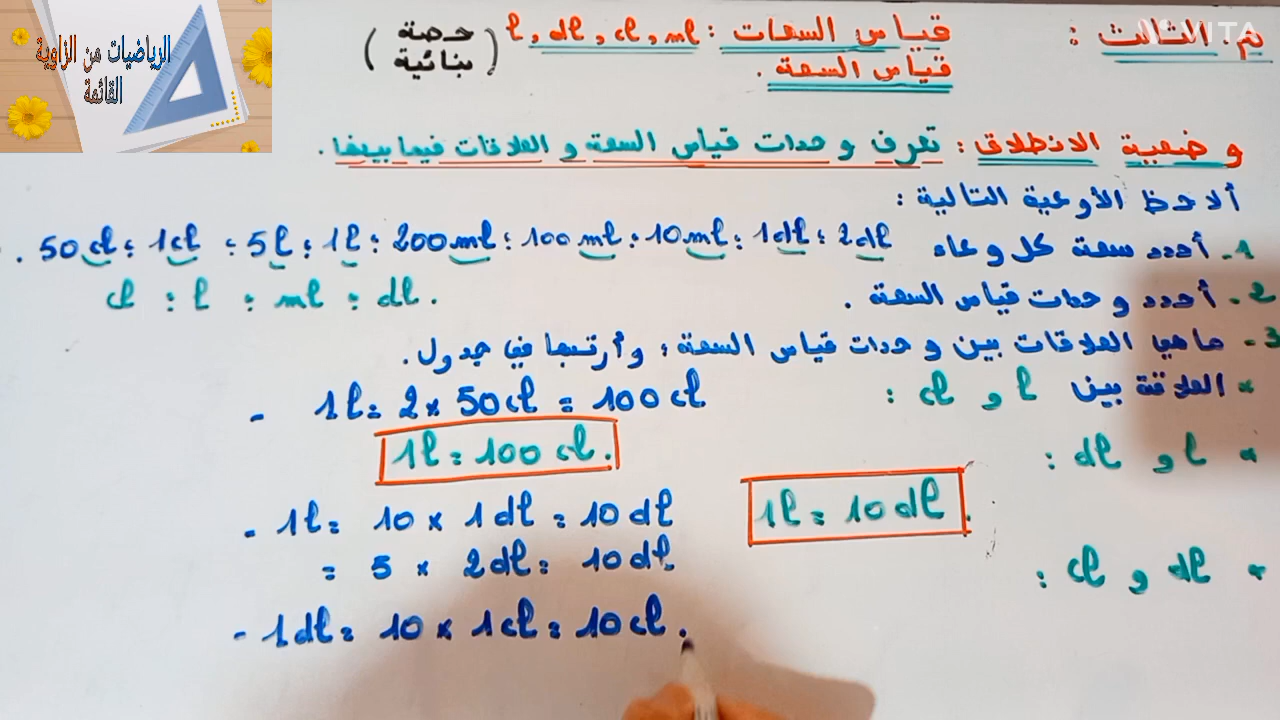 الرياضيات من الزاوية
القائمة
VITA
م. الثالث :
قياس السعات : l , dl , cl , ml
قياس السعة .
( حصة
بنائية )
وضعية الانطلاق : تعرف وحدات قياس السعة و العلاقات فيما بينها .
ألاحظ الأوعية التالية :
1 - أحدد سعة كل وعاء 2dl ؛ 1dl ؛ 10ml ؛ 100ml ؛ 200ml ؛ 1l ؛ 5l ؛ 1cl ؛ 50cl .
2 - أحدد وحدات قياس السعة .
cl ؛ l ؛ ml ؛ dl .
3 - ماهي العلاقات بين وحدات قياس السعة ؛ وأرتبها في جدول .
* العلاقة بين l و cl :
- 1l = 2 × 50cl = 100cl
1l = 100 cl .
* l و dl :
- 1l = 10 × 1dl = 10dl
= 5 × 2dl = 10dl
1l = 10dl .
* dl و cl :
- 1dl = 10 × 1cl = 10cl .